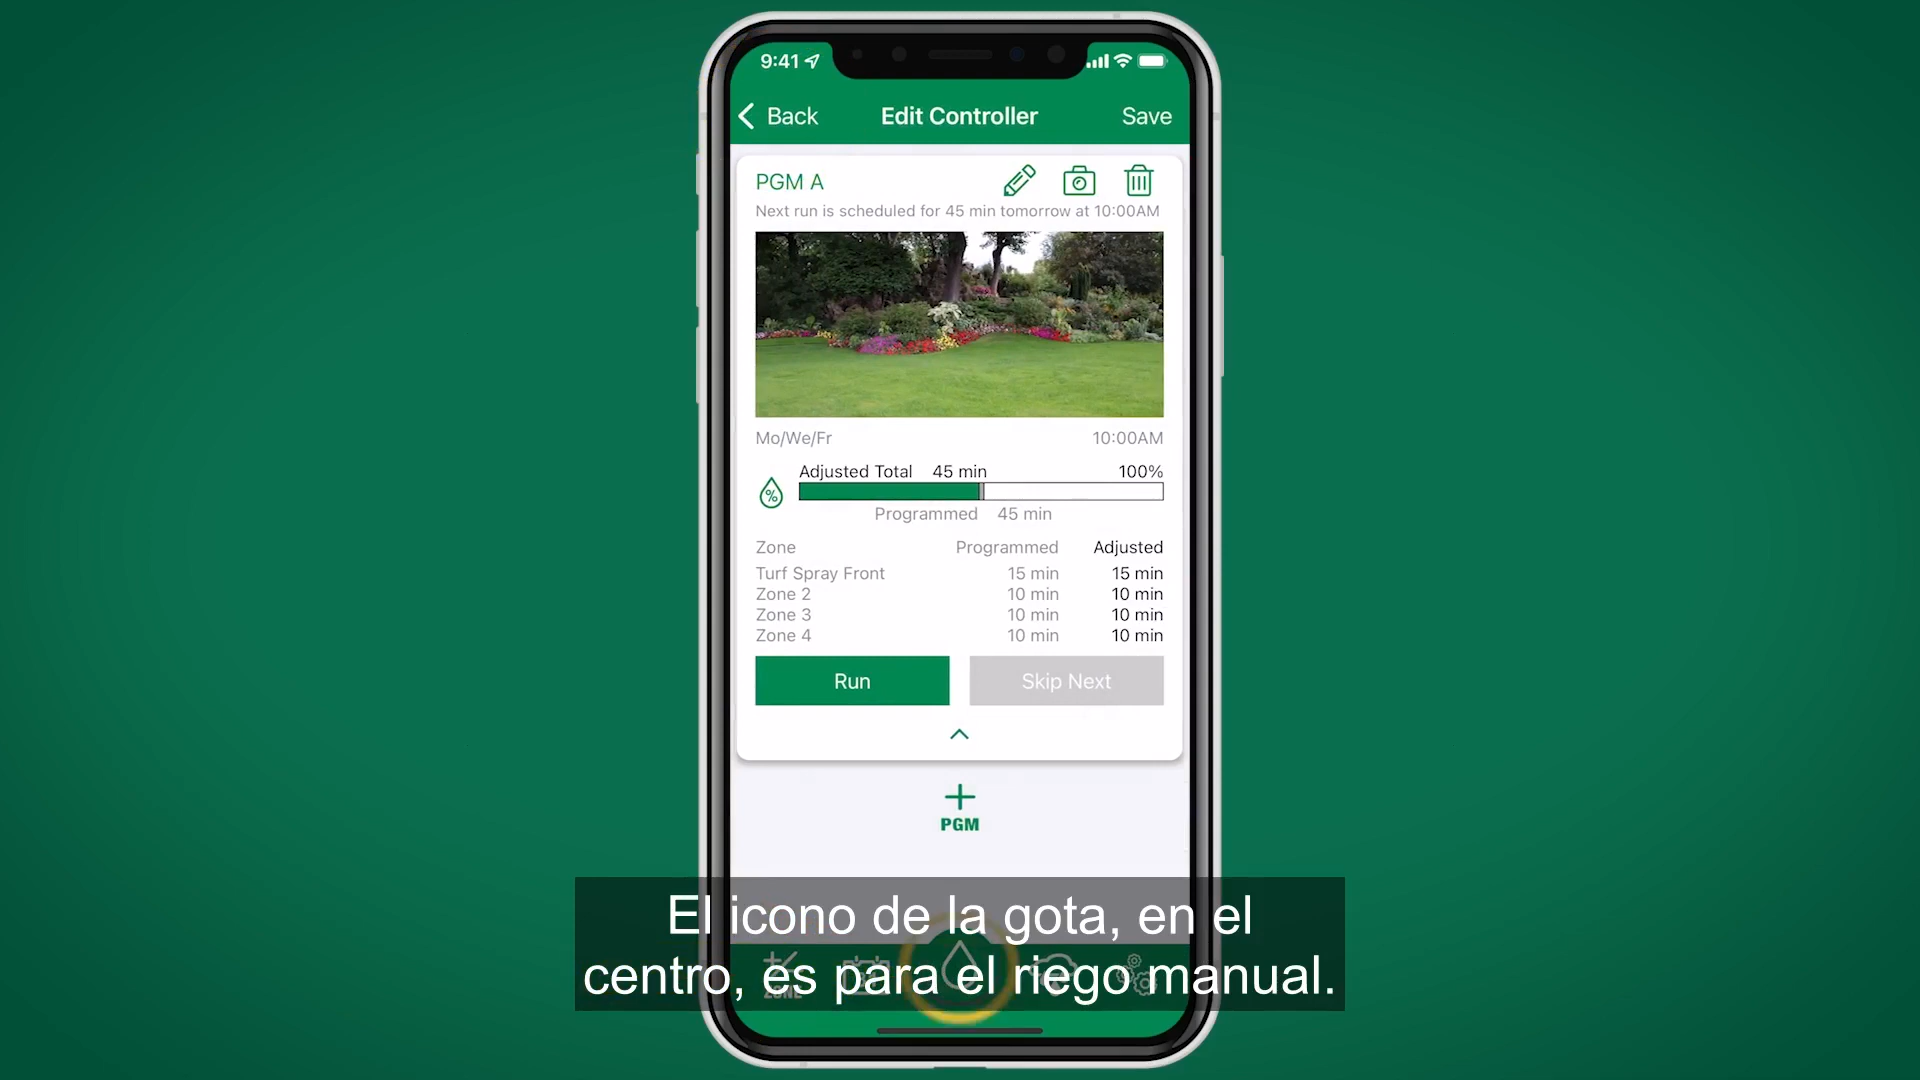 9:41
Back Edit Controller Save
PGM A
Next run is scheduled for 45 min tomorrow at 10:00AM
Mo/We/Fr 10:00AM
Adjusted Total 45 min 100%
%
Programmed 45 min
Zone Programmed Adjusted
Turf Spray Front 15 min 15 min
Zone 2 10 min 10 min
Zone 3 10 min 10 min
Zone 4 10 min 10 min
Run Skip Next
+
PGM
El icono de la gota, en el
centro, es para el riego manual.
ZONE